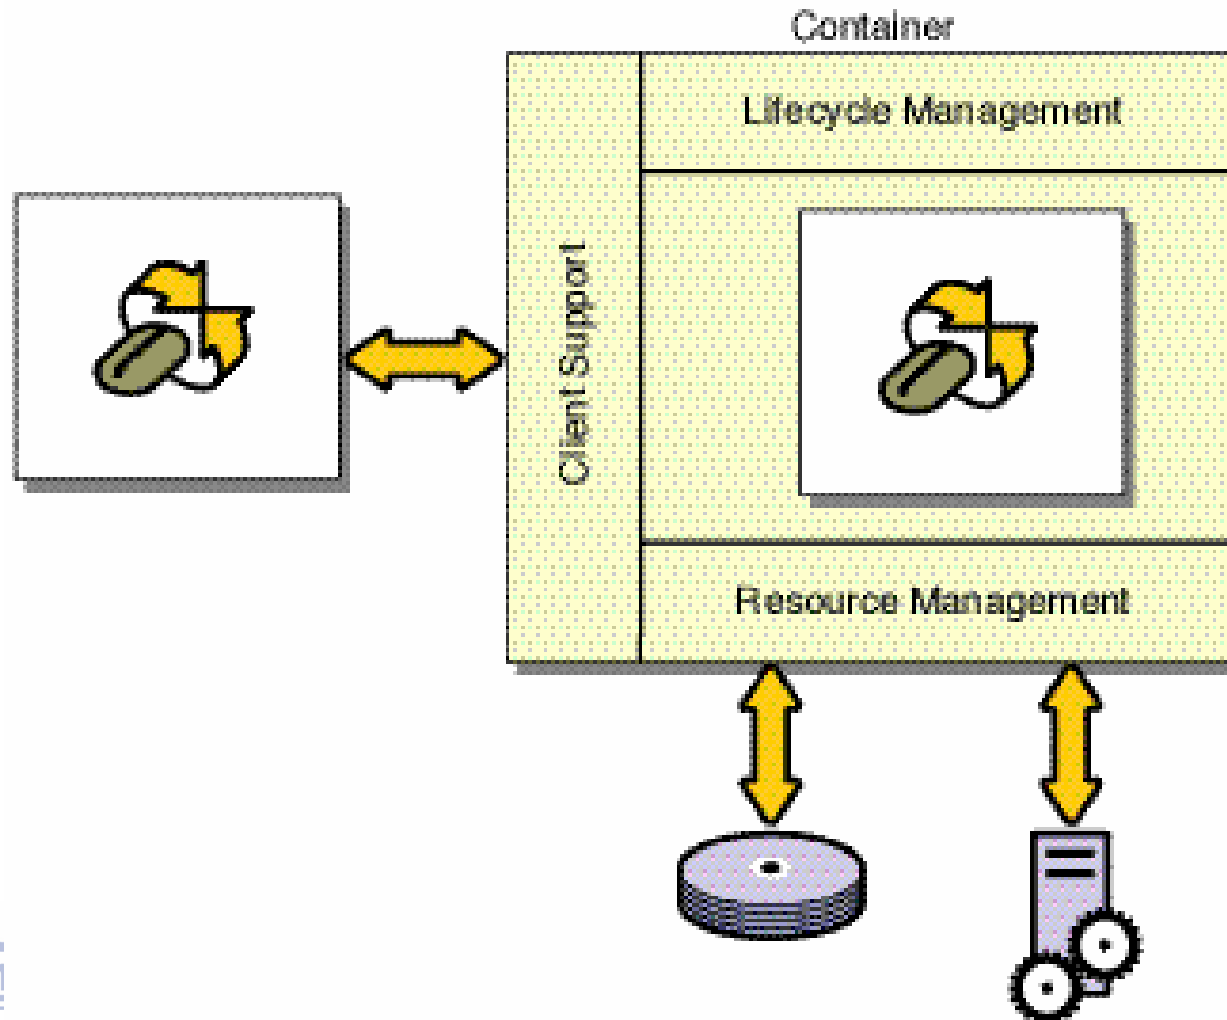 Container
Lifecycle Management
Client Support
Resource Management